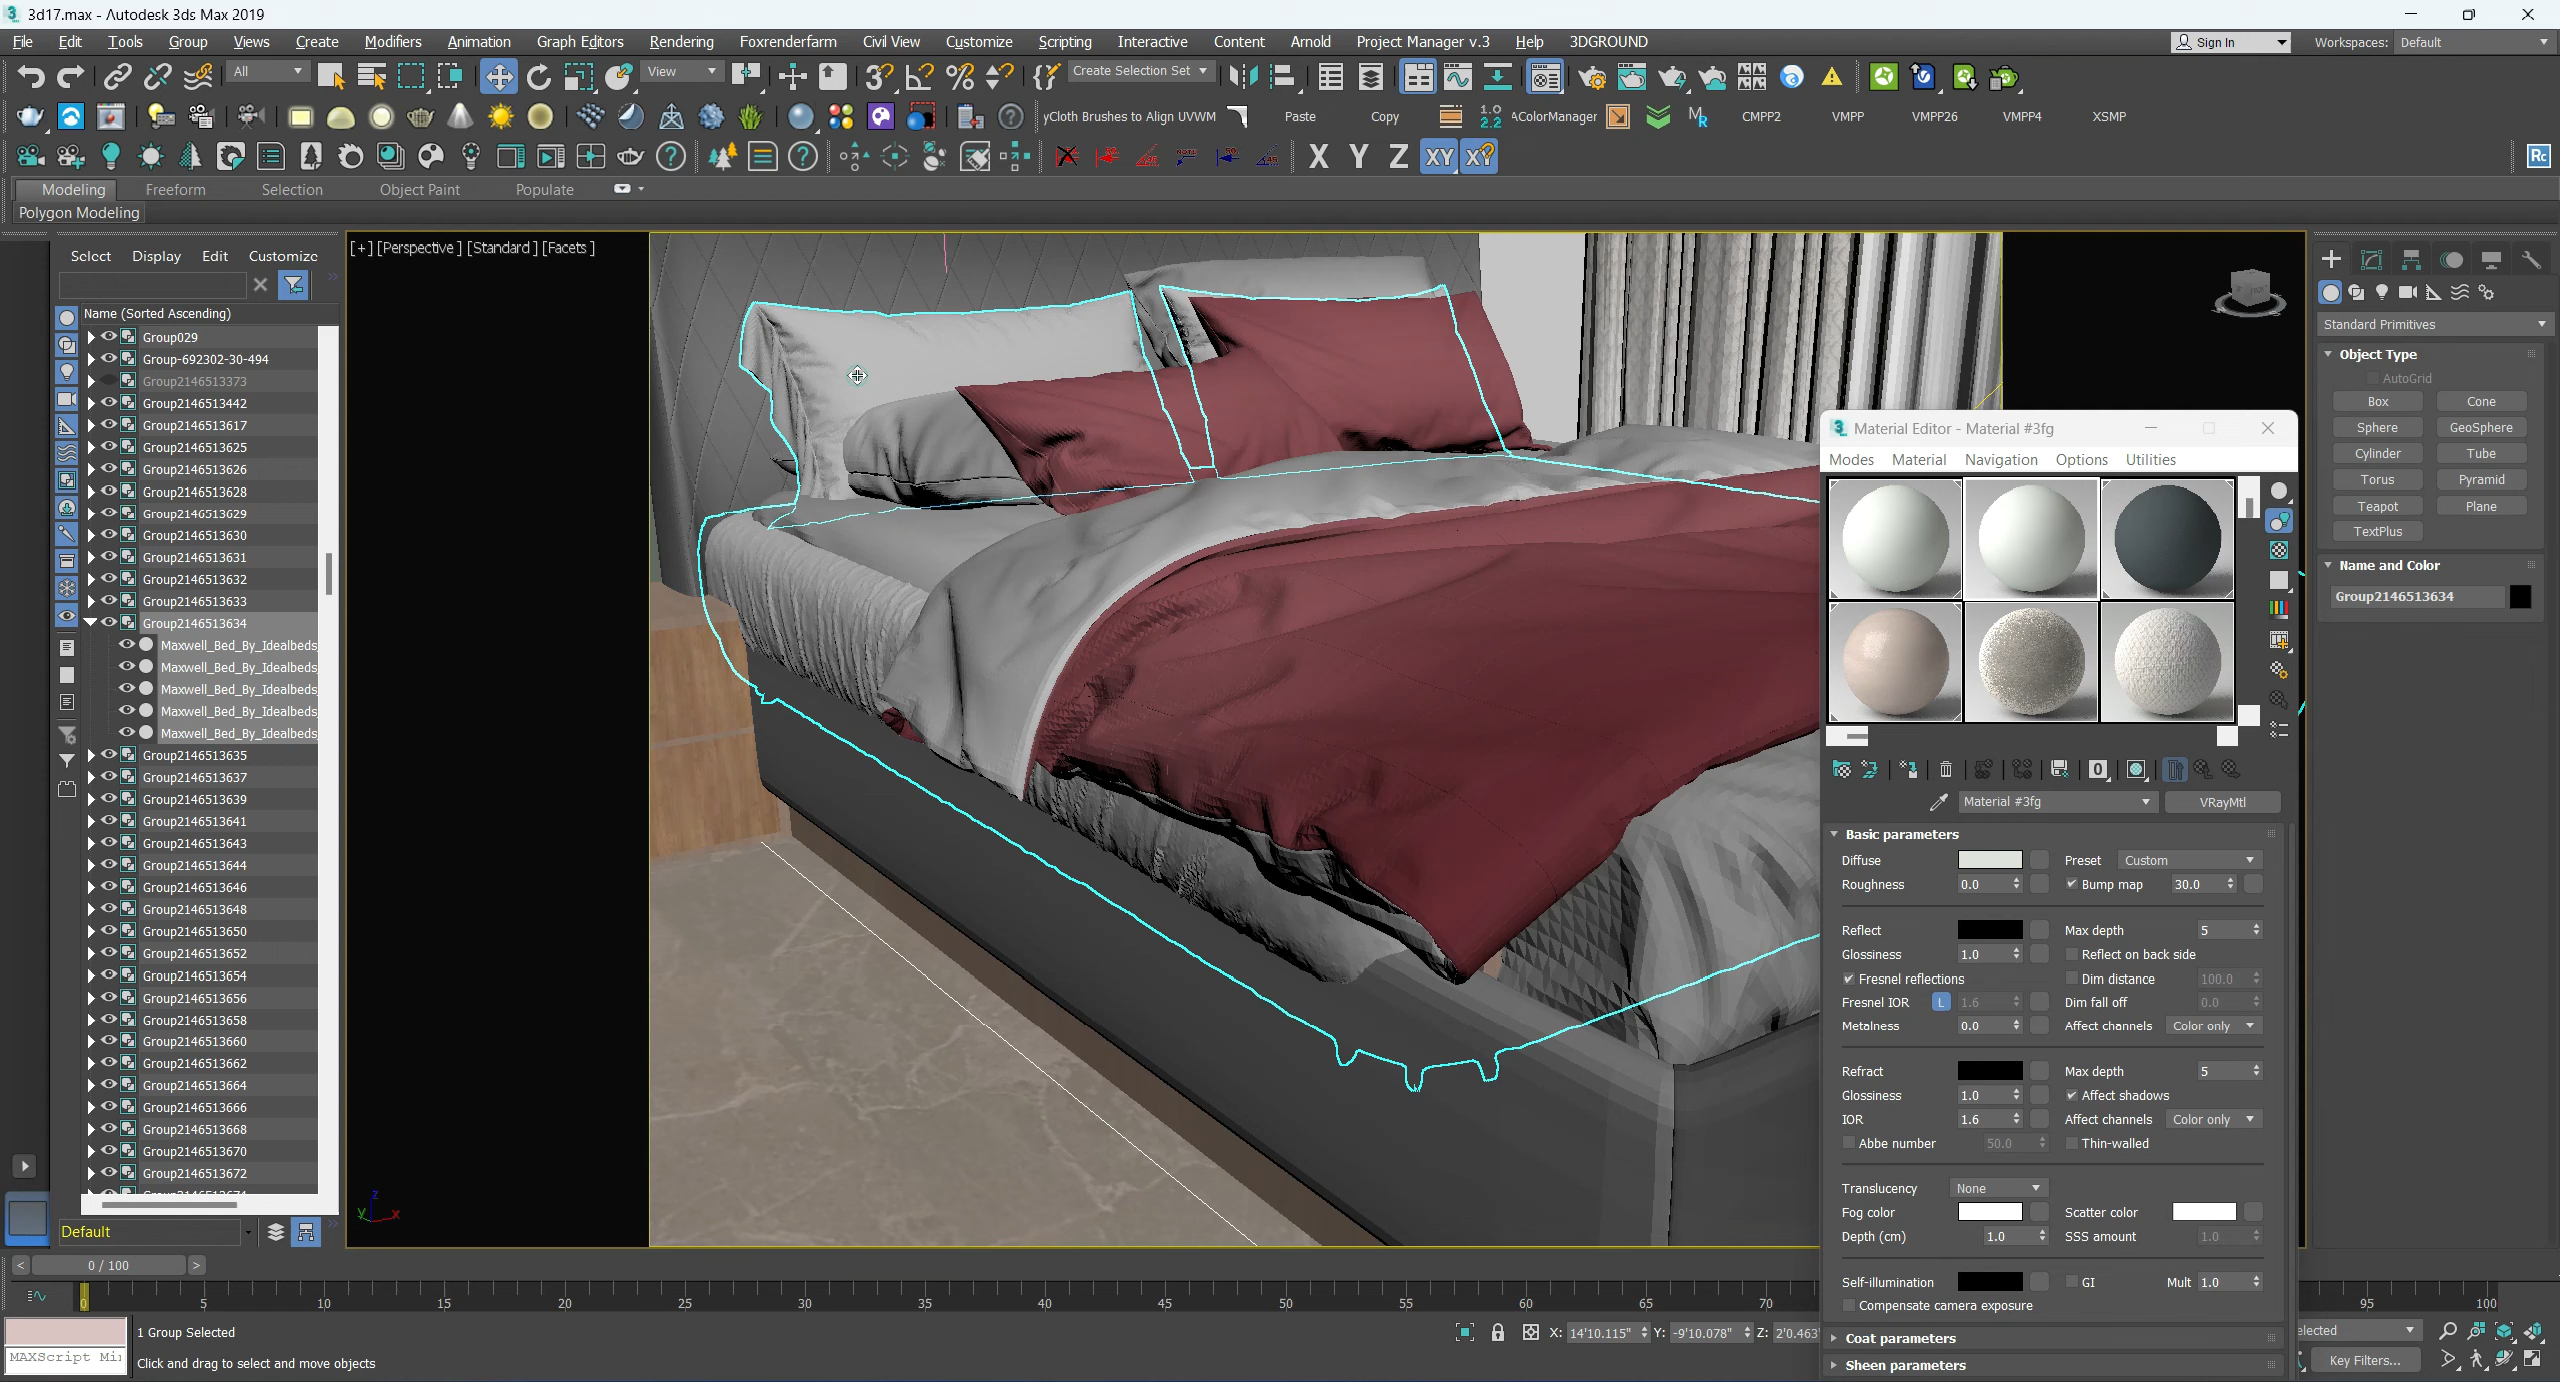 3d17.max - Autodesk 3ds Max 2019
File Edit Tools Group Views Create Modifiers Animation Graph Editors Rendering Foxrenderfarm Civil View Customize Scripting Interactive Content Arnold Project Manager v.3 Help 3DGROUND
Sign In Workspaces: Default
All View Create Selection Set
yCloth Brushes to Align UVWM Paste Copy 1.0 2.2 AColorManager MR CMPP2 VMPP VMPP26 VMPP4 XSMP
X Y Z XY XY Rc
Modeling Freeform Selection Object Paint Populate
Polygon Modeling
Select Display Edit Customize
Name (Sorted Ascending)
Group029
Group-692302-30-494
Group2146513373
Group2146513442
Group2146513617
Group2146513625
Group2146513626
Group2146513628
Group2146513629
Group2146513630
Group2146513631
Group2146513632
Group2146513633
Group2146513634
Maxwell_Bed_By_Idealbeds
Maxwell_Bed_By_Idealbeds
Maxwell_Bed_By_Idealbeds
Maxwell_Bed_By_Idealbeds
Maxwell_Bed_By_Idealbeds
Group2146513635
Group2146513637
Group2146513639
Group2146513641
Group2146513643
Group2146513644
Group2146513646
Group2146513648
Group2146513650
Group2146513652
Group2146513654
Group2146513656
Group2146513658
Group2146513660
Group2146513662
Group2146513664
Group2146513666
Group2146513668
Group2146513670
Group2146513672
Default
[+] [Perspective ] [Standard ] [Facets ]
z
y x
Material Editor - Material #3fg
Modes Material Navigation Options Utilities
Material #3fg VRayMtl
Basic parameters
Diffuse Preset Custom
Roughness 0.0 Bump map 30.0
Reflect Max depth 5
Glossiness 1.0 Reflect on back side
Fresnel reflections Dim distance 100.0
Fresnel IOR L 1.6 Dim fall off 0.0
Metalness 0.0 Affect channels Color only
Refract Max depth 5
Glossiness 1.0 Affect shadows
IOR 1.6 Affect channels Color only
Abbe number 50.0 Thin-walled
Translucency None
Fog color Scatter color
Depth (cm) 1.0 SSS amount 1.0
Self-illumination GI Mult 1.0
Compensate camera exposure
Coat parameters
Sheen parameters
Standard Primitives
Object Type
AutoGrid
Box Cone
Sphere GeoSphere
Cylinder Tube
Torus Pyramid
Teapot Plane
TextPlus
Name and Color
Group2146513634
< 0 / 100 >
0 5 10 15 20 25 30 35 40 45 50 55 60 65 70 95 100
1 Group Selected
X: 14'10.115" Y: -9'10.078" Z: 2'0.463
elected
MAXScript Mi
Click and drag to select and move objects
Key Filters...